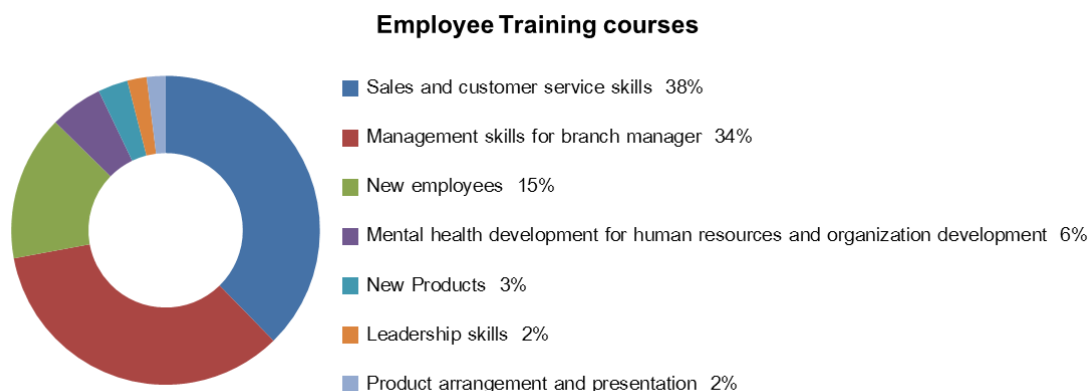 Employee Training courses
Sales and customer service skills 38%
Management skills for branch manager 34%
New employees 15%
Mental health development for human resources and organization development 6%
New Products 3%
Leadership skills 2%
Product arrangement and presentation 2%